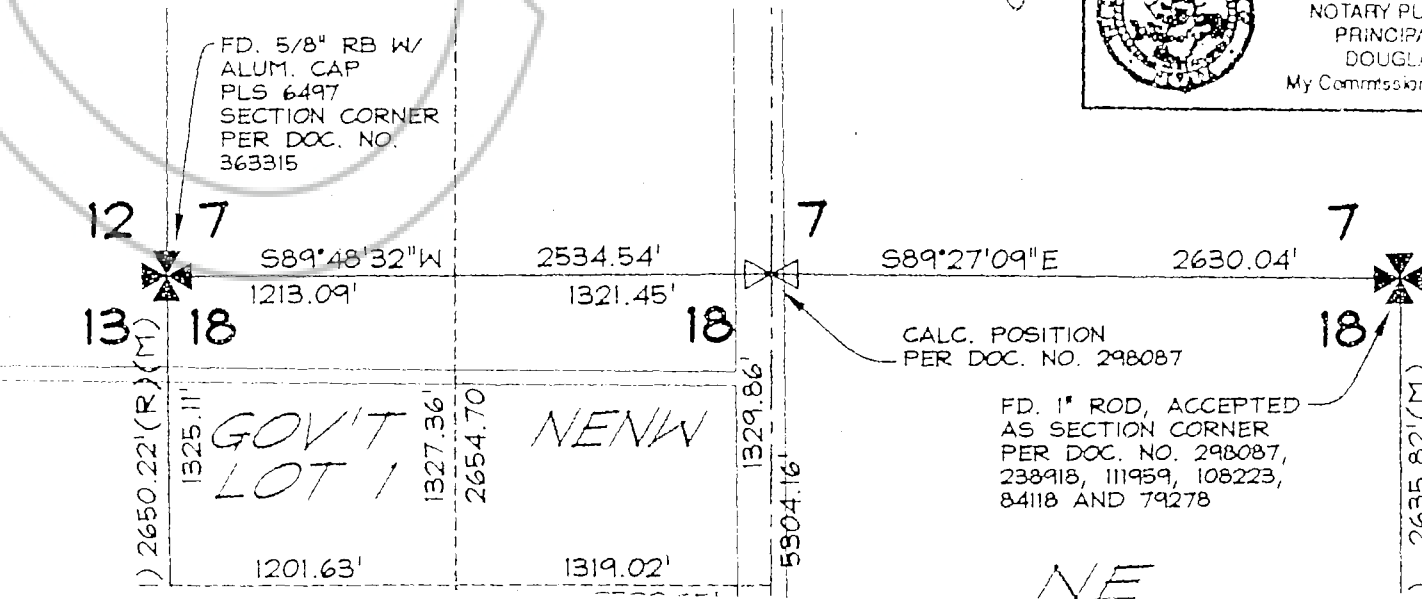 FD. 5/8" RB W/
ALUM. CAP
PLS 6497
SECTION CORNER
PER DOC. NO.
363315
NOTARY PU
PRINCIPA
DOUGLA
My Commission
12 7
13 18
S89°48'32"W 2534.54'
1213.09' 1321.45'
7
18
S89°27'09"E 2630.04'
7
18
CALC. POSITION
PER DOC. NO. 298087
FD. 1" ROD, ACCEPTED
AS SECTION CORNER
PER DOC. NO. 298087,
238918, 111959, 108223,
84118 AND 79278
) 2650.22'(R)(M)
1325.11'
GOV'T
LOT 1
1327.36'
2654.70
NENW
1329.86'
5304.16'
2635.82'(M)
1201.63' 1319.02'
NE